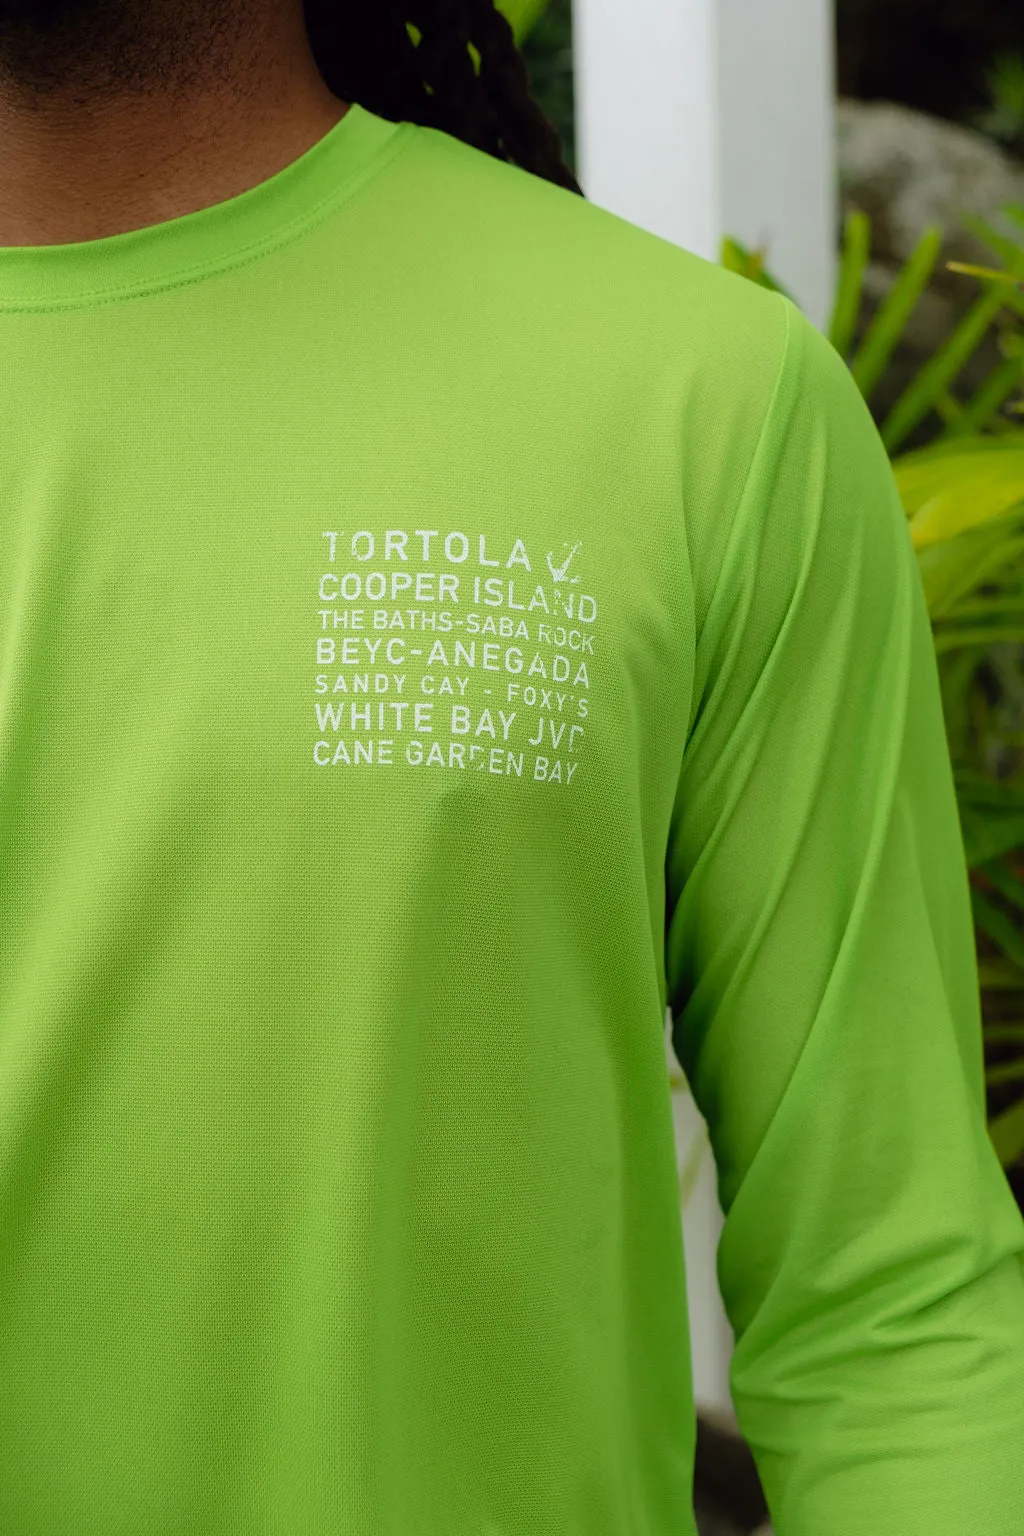 TORTOLA
COOPER ISLAND
THE BATHS-SABA ROCK
BEYC-ANEGADA
SANDY CAY - FOXY'S
WHITE BAY JVD
CANE GARDEN BAY